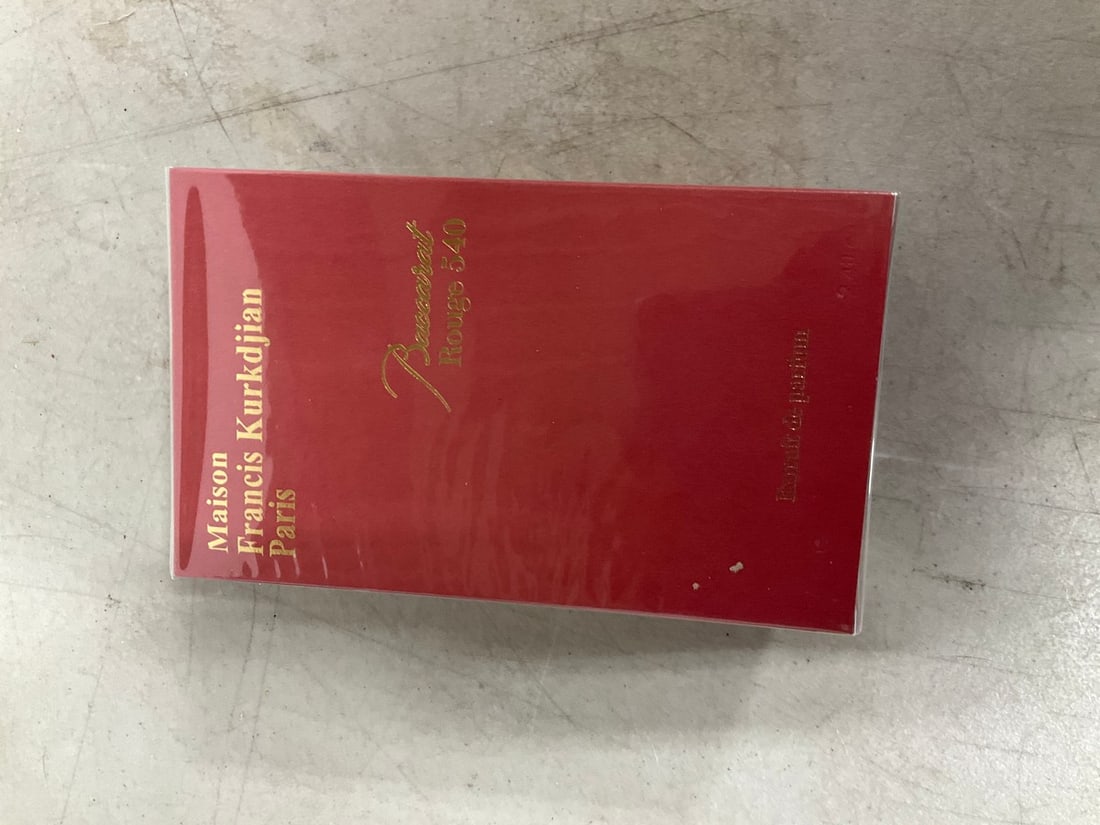 Maison
Francis Kurkdjian
Paris
Baccarat
Rouge 540
Extrait de parfum